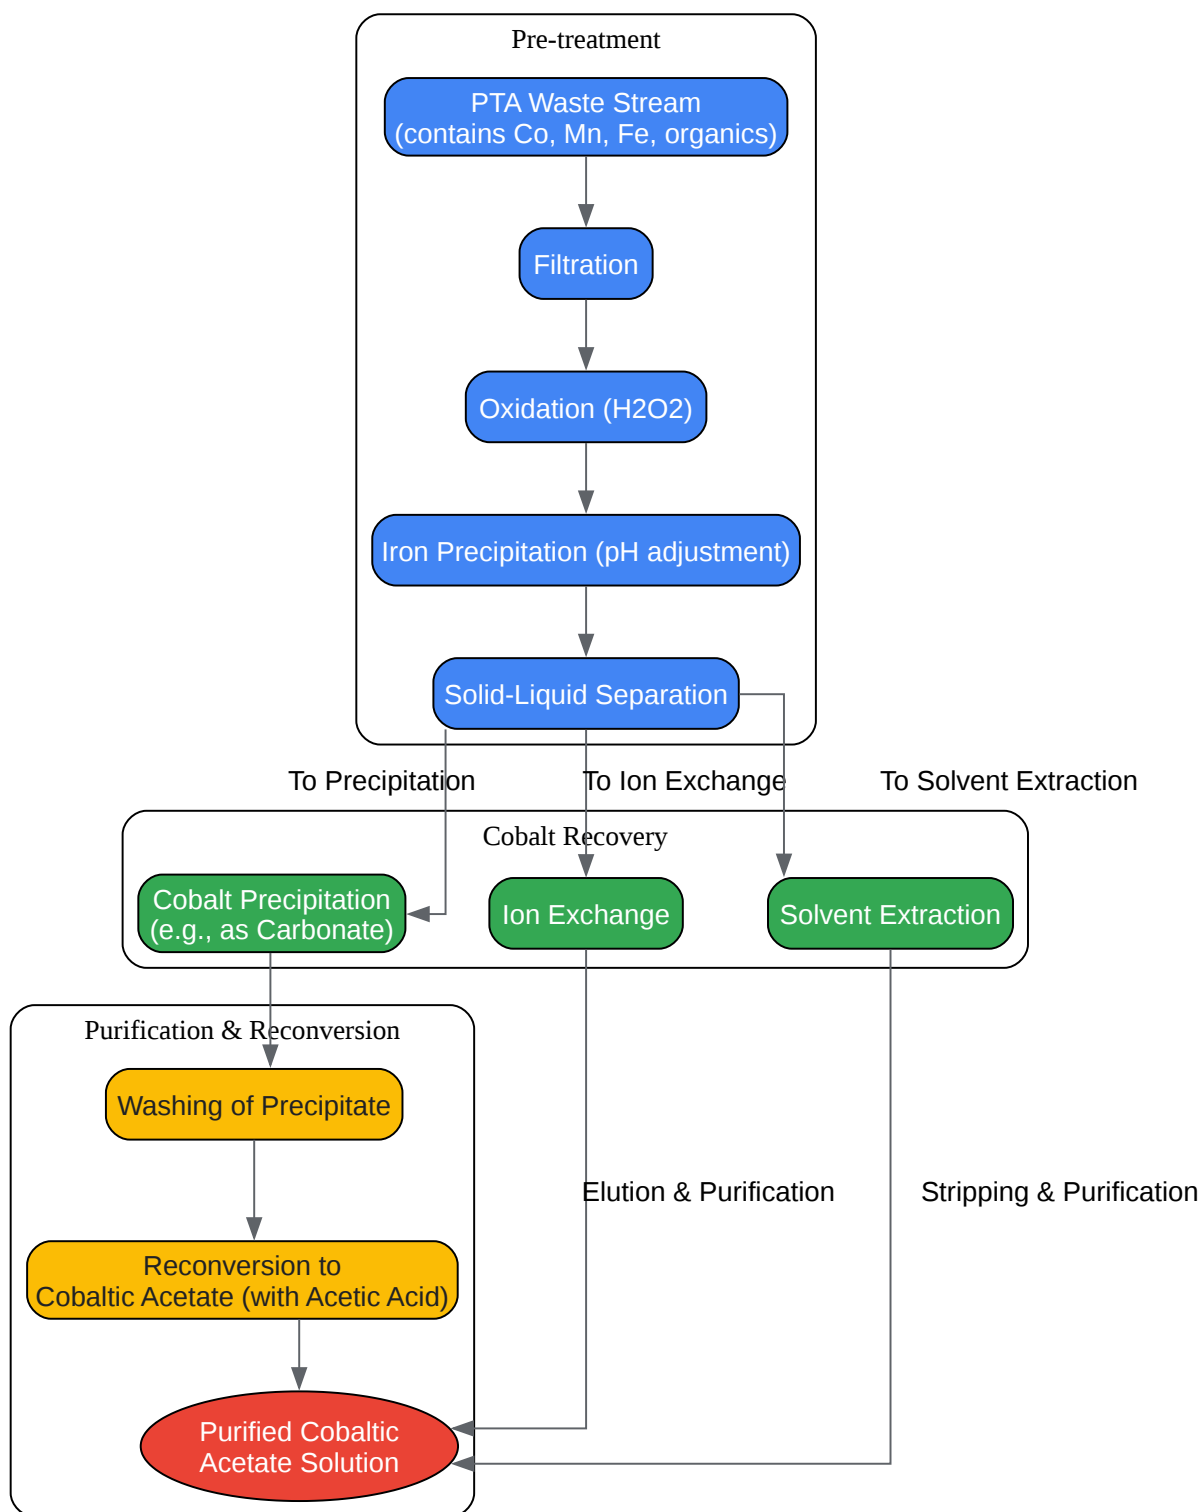 Pre-treatment
PTA Waste Stream
(contains Co, Mn, Fe, organics)
Filtration
Oxidation (H2O2)
Iron Precipitation (pH adjustment)
Solid-Liquid Separation
To Precipitation
To Ion Exchange
To Solvent Extraction
Cobalt Recovery
Cobalt Precipitation
(e.g., as Carbonate)
Ion Exchange
Solvent Extraction
Purification & Reconversion
Washing of Precipitate
Elution & Purification
Stripping & Purification
Reconversion to
Cobaltic Acetate (with Acetic Acid)
Purified Cobaltic
Acetate Solution